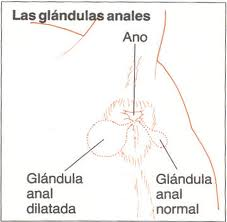 Las glándulas anales
Ano
Glándula
anal
dilatada
Glándula
anal
normal